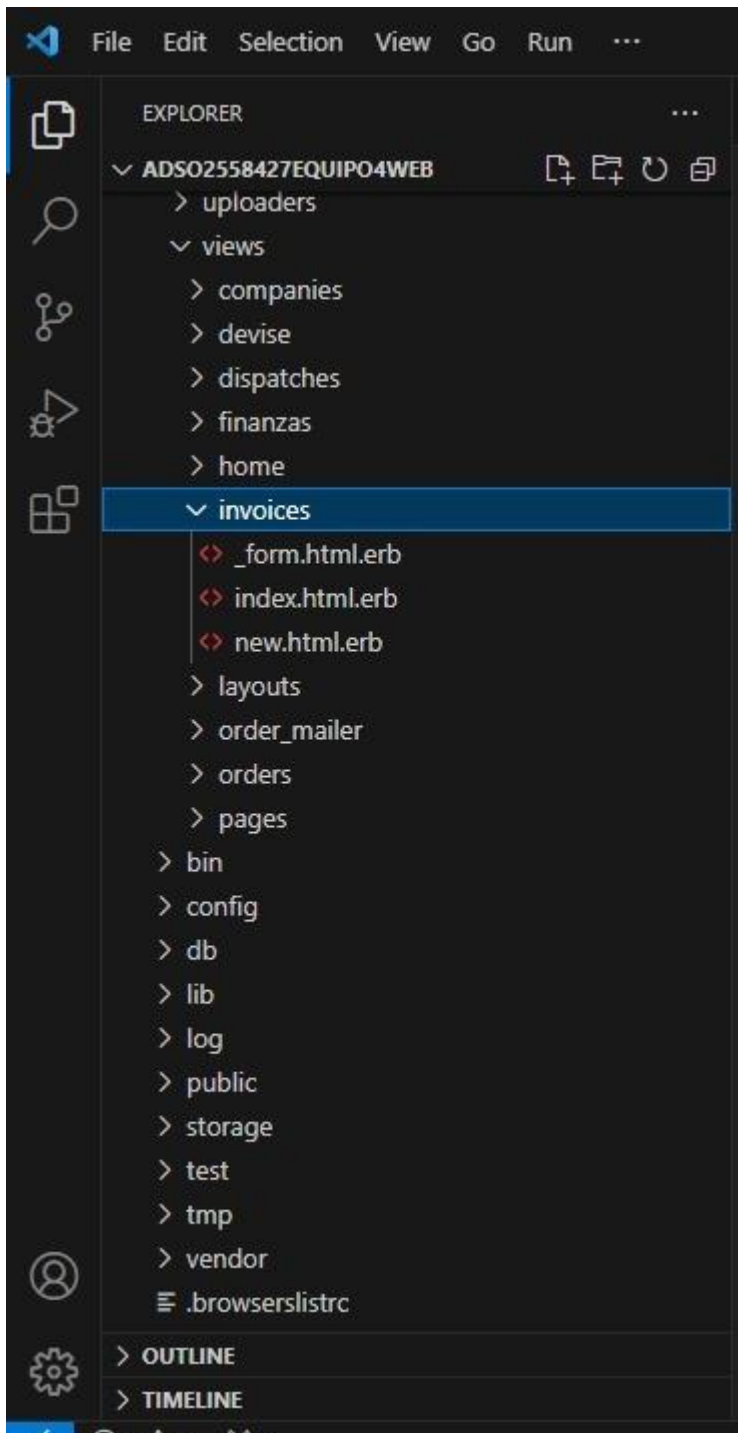 File Edit Selection View Go Run ...
EXPLORER ...
ADSO2558427EQUIPO4WEB
uploaders
views
companies
devise
dispatches
finanzas
home
invoices
_form.html.erb
index.html.erb
new.html.erb
layouts
order_mailer
orders
pages
bin
config
db
lib
log
public
storage
test
tmp
vendor
.browserslistrc
OUTLINE
TIMELINE